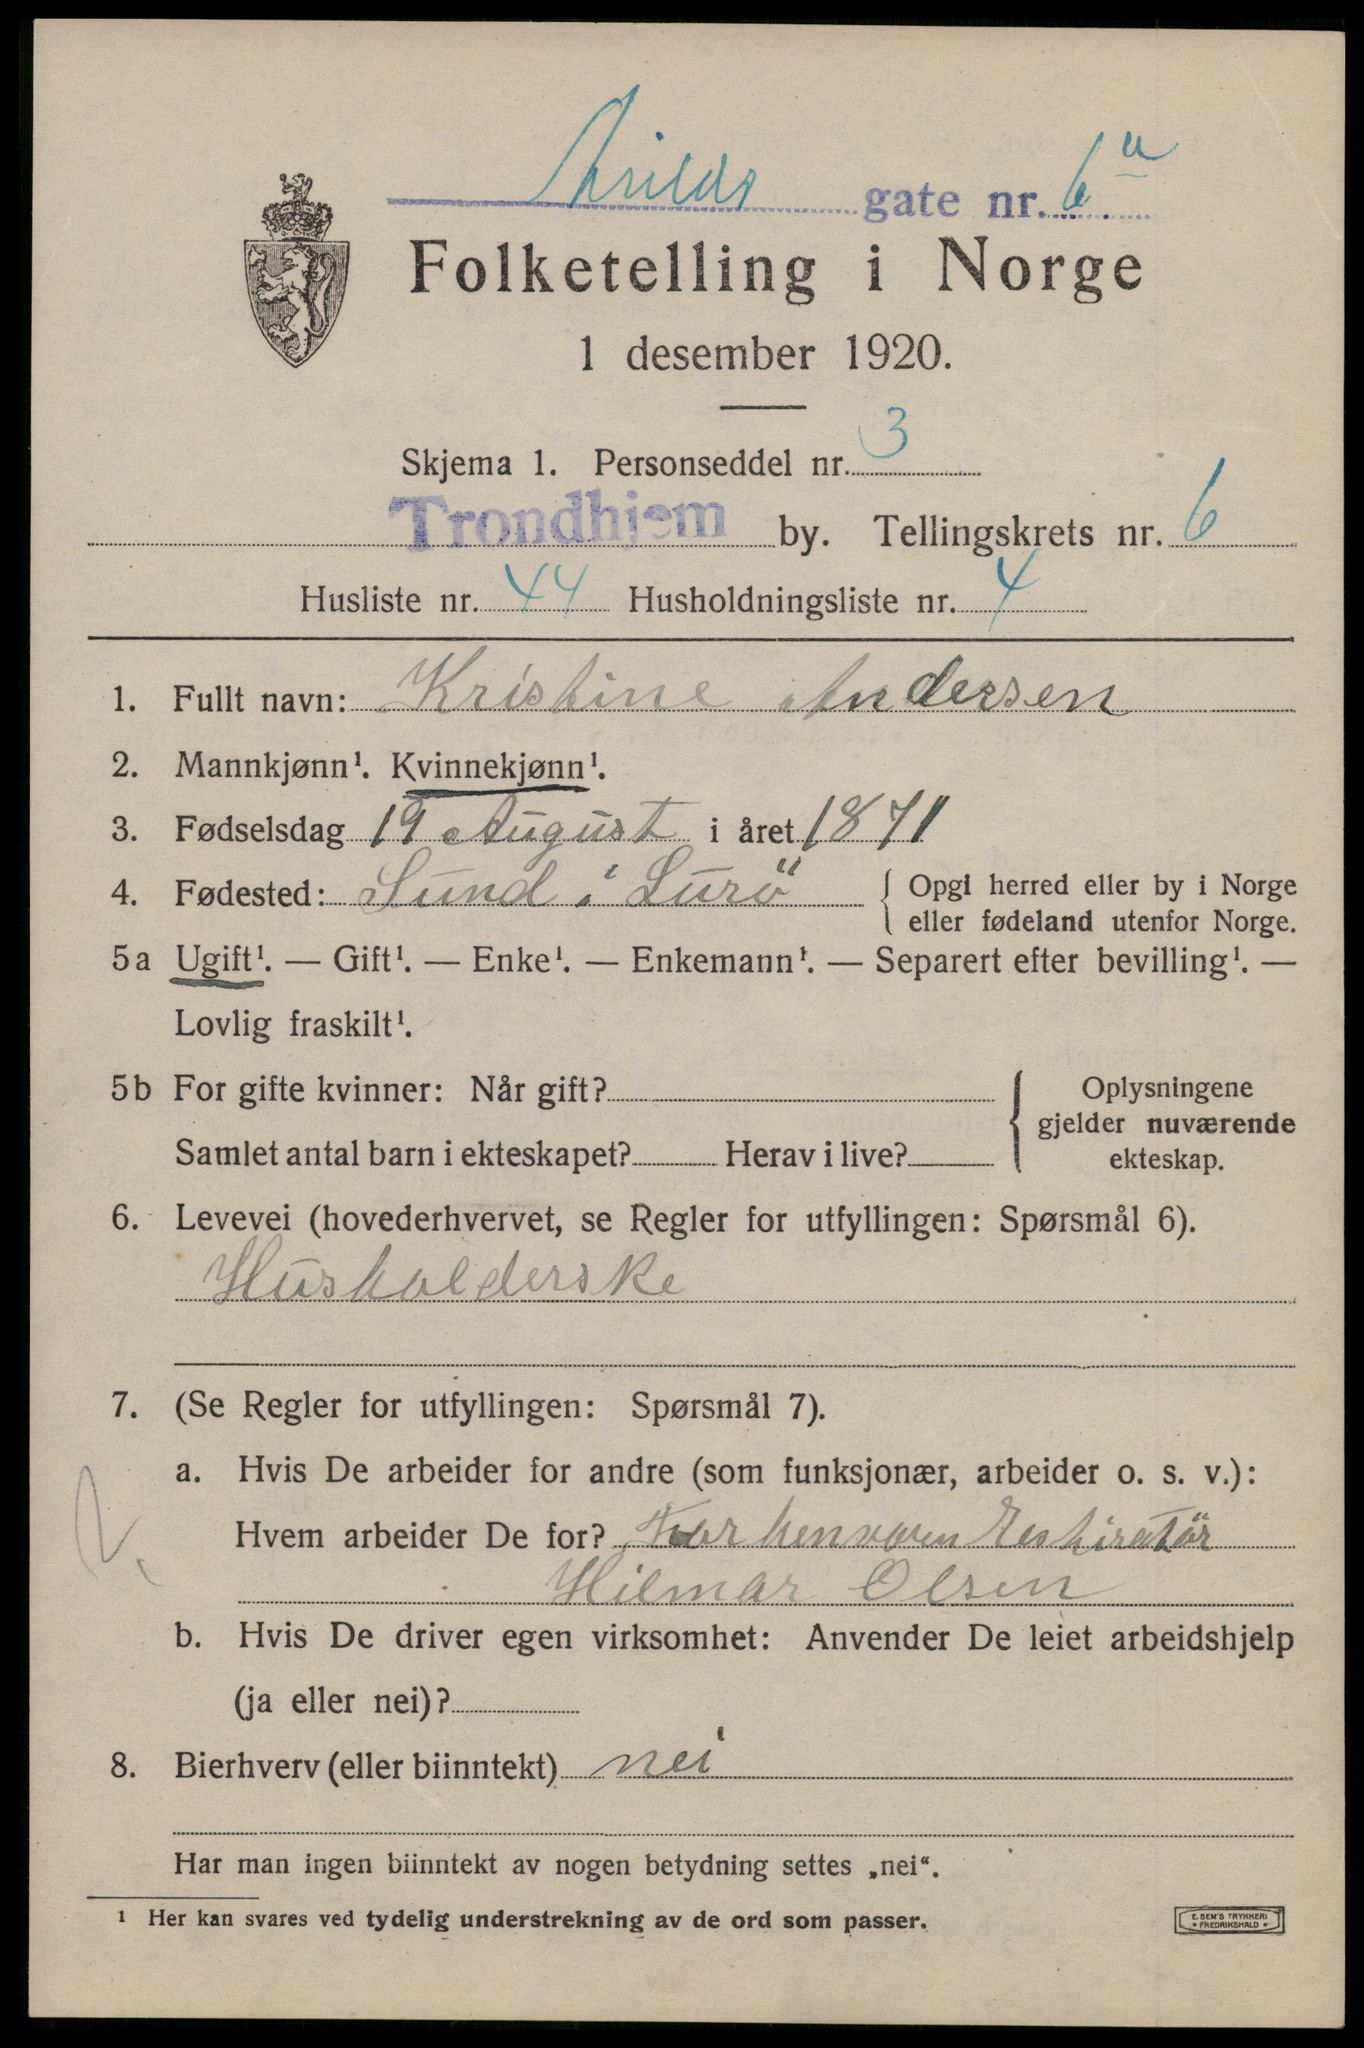 Arilds gate nr. 6a
Folketelling i Norge
1 desember 1920.
Skjema 1. Personseddel nr. 3
Trondhjem by. Tellingskrets nr. 6
Husliste nr. 44 Husholdningsliste nr. 4
1. Fullt navn: Kristine Andersen
2. Mannkjønn¹. Kvinnekjønn¹.
3. Fødselsdag 19 August i året 1871
4. Fødested: Sund i Lurö { Opgi herred eller by i Norge
eller fødeland utenfor Norge.
5a Ugift¹. — Gift¹. — Enke¹. — Enkemann¹. — Separert efter bevilling¹. —
Lovlig fraskilt¹.
5b For gifte kvinner: Når gift? { Oplysningene
gjelder nuværende
Samlet antal barn i ekteskapet? Herav i live? ekteskap.
6. Levevei (hovederhvervet, se Regler for utfyllingen: Spørsmål 6).
Husholderske
7. (Se Regler for utfyllingen: Spørsmål 7).
a. Hvis De arbeider for andre (som funksjonær, arbeider o. s. v.):
Hvem arbeider De for?
Hilmar Olsen
b. Hvis De driver egen virksomhet: Anvender De leiet arbeidshjelp
(ja eller nei)?
8. Bierhverv (eller biinntekt) nei
Har man ingen biinntekt av nogen betydning settes „nei“.
¹ Her kan svares ved tydelig understrekning av de ord som passer.
E. SEM'S TRYKKERI
* FREDRIKSHALD *